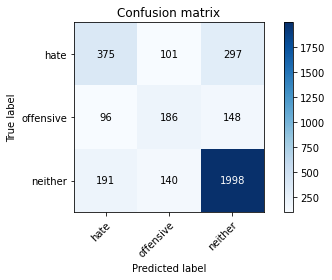 Confusion matrix
True label
hate
375
101
297
offensive
96
186
148
neither
191
140
1998
hate
offensive
neither
Predicted label
1750
1500
1250
1000
750
500
250